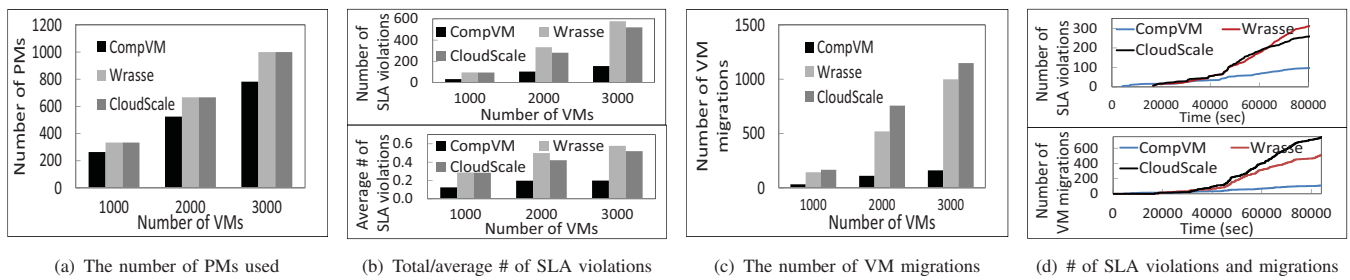 Number of PMs
1200
1000
800
600
400
200
0
CompVM
Wrasse
CloudScale
1000 2000 3000
Number of VMs
Number of
SLA violations
600
400
200
0
CompVM Wrasse
CloudScale
1000 2000 3000
Number of VMs
Average # of
SLA violations
0.6
0.4
0.2
0.0
CompVM Wrasse
CloudScale
1000 2000 3000
Number of VMs
Number of VM
migrations
1500
1000
500
0
CompVM
Wrasse
CloudScale
1000 2000 3000
Number of VMs
Number of
SLA violations
300
200
100
0
CompVM Wrasse
CloudScale
0 20000 40000 60000 80000
Time (sec)
Number of
VM migrations
600
400
200
0
CompVM Wrasse
CloudScale
0 20000 40000 60000 80000
Time (sec)
(a) The number of PMs used
(b) Total/average # of SLA violations
(c) The number of VM migrations
(d) # of SLA violations and migrations